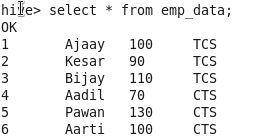 hive> select * from emp_data;
OK
1 Ajaay 100 TCS
2 Kesar 90 TCS
3 Bijay 110 TCS
4 Aadil 70 CTS
5 Pawan 130 CTS
6 Aarti 100 CTS